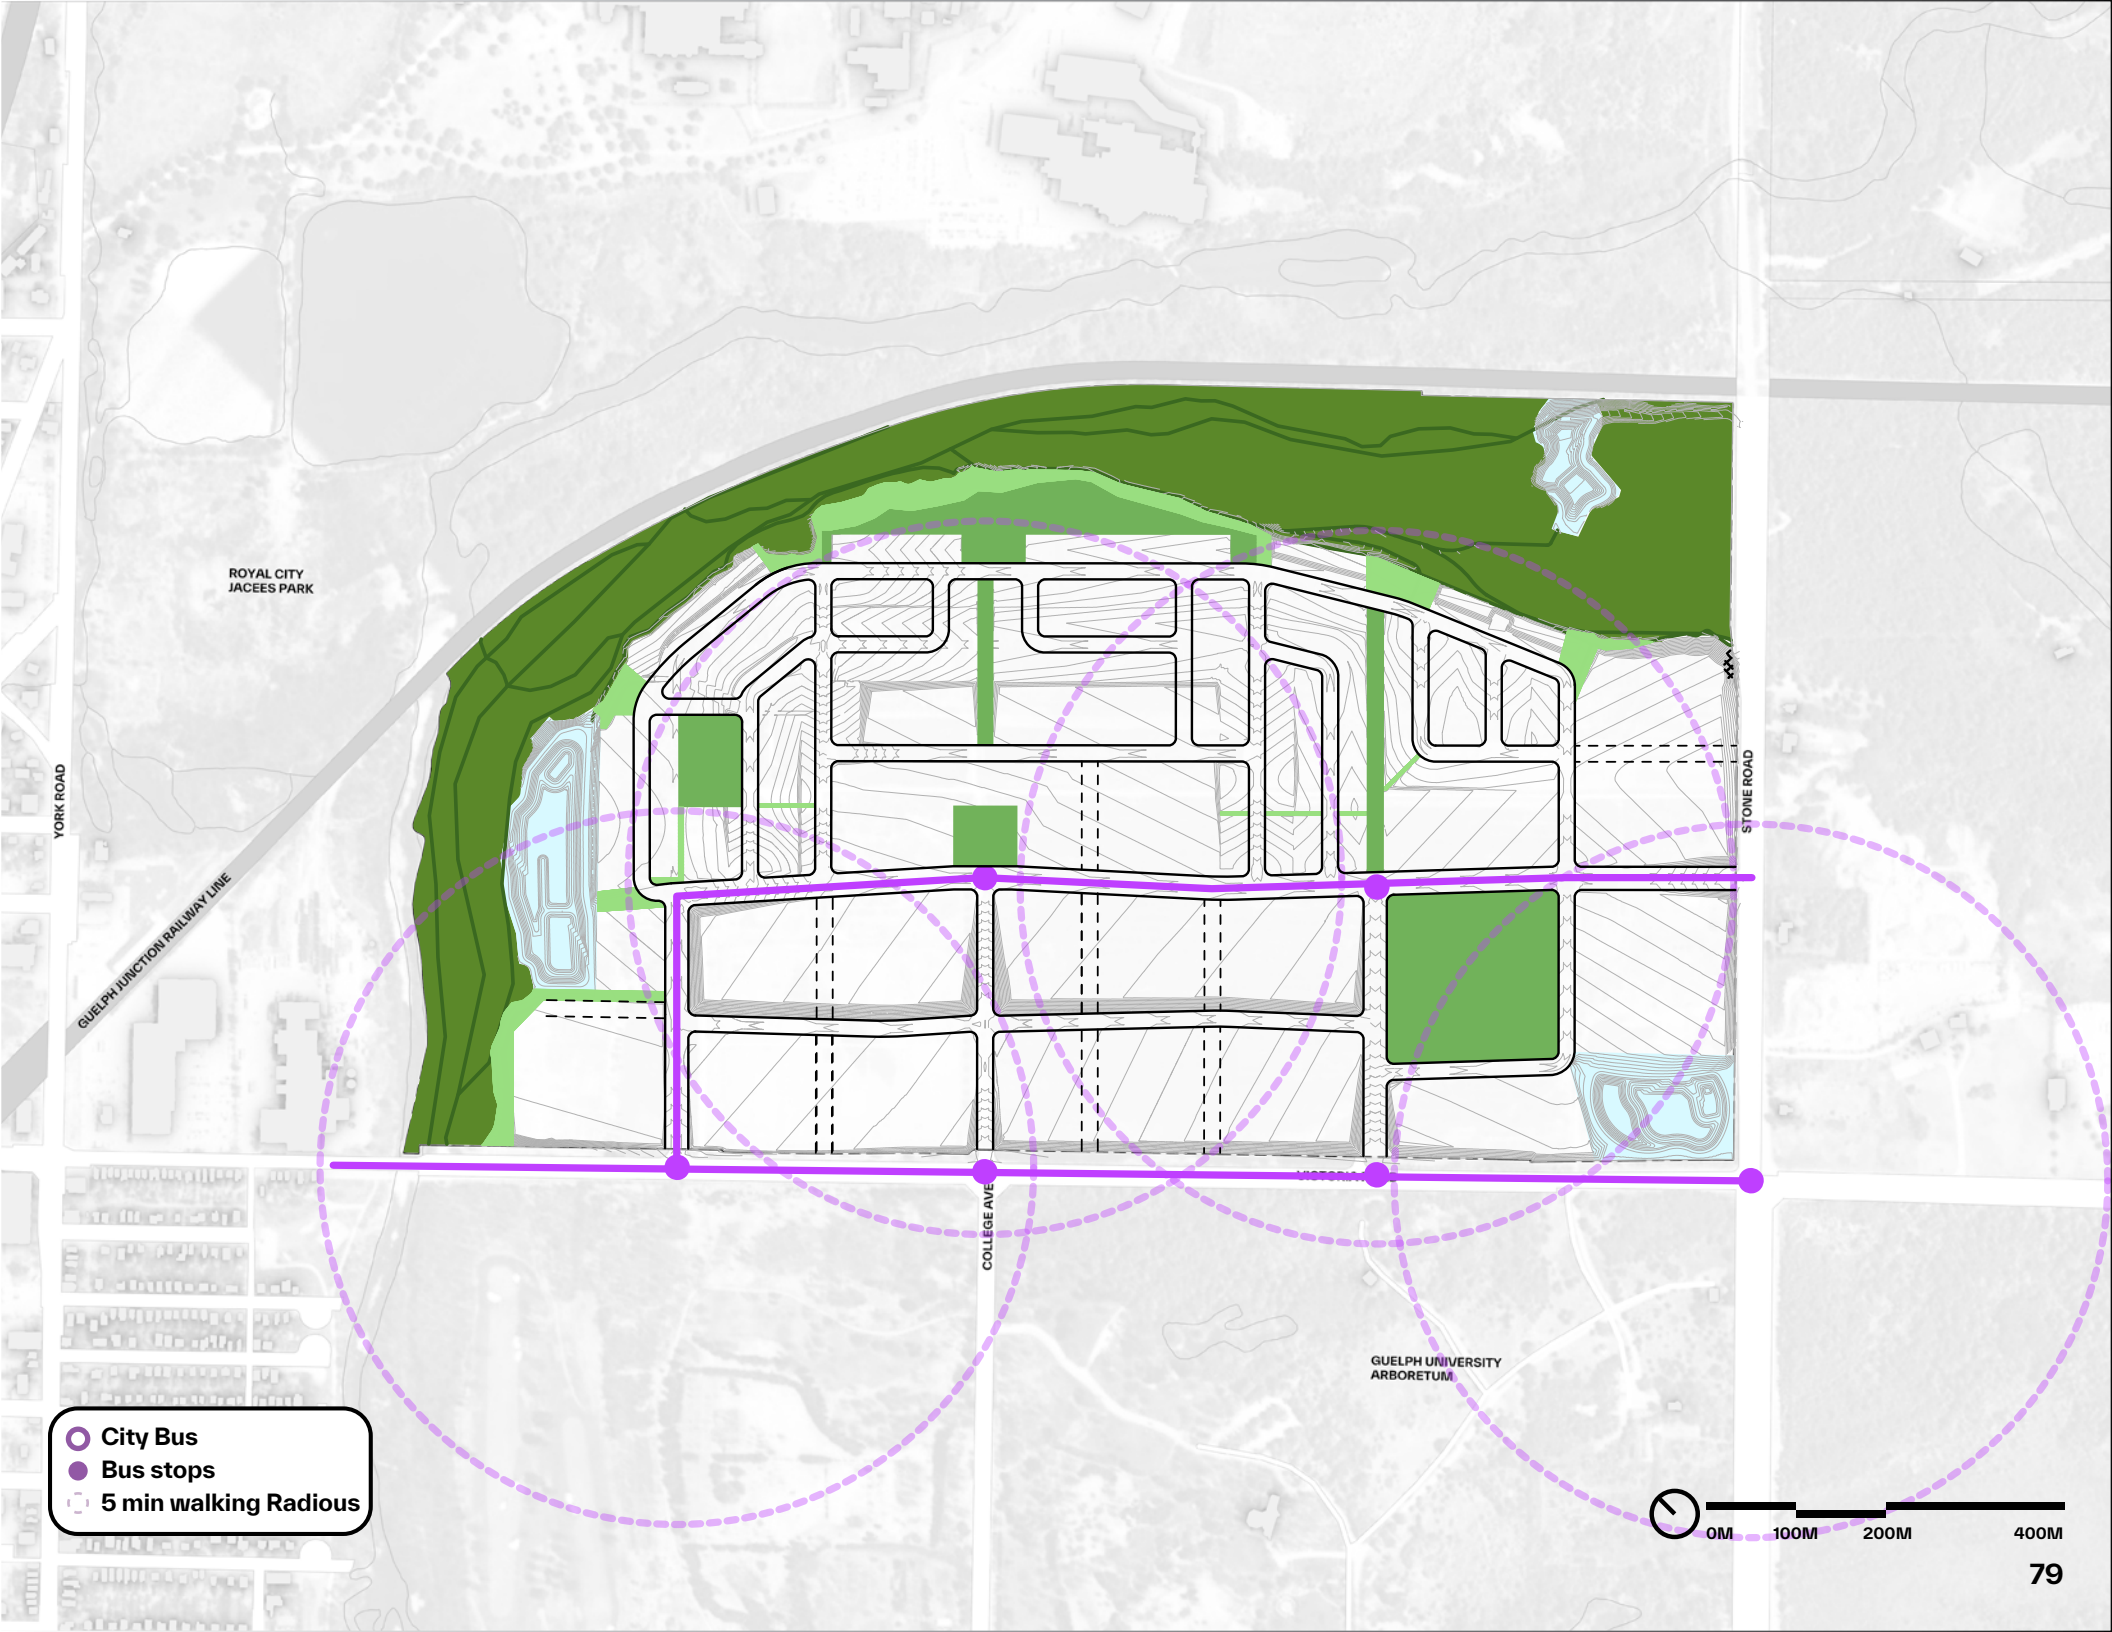 ROYAL CITY
JACEES PARK
YORK ROAD
STONE ROAD
GUELPH JUNCTION RAILWAY LINE
COLLEGE AVE
GUELPH UNIVERSITY
ARBORETUM
City Bus
Bus stops
5 min walking Radious
0M 100M 200M 400M
79